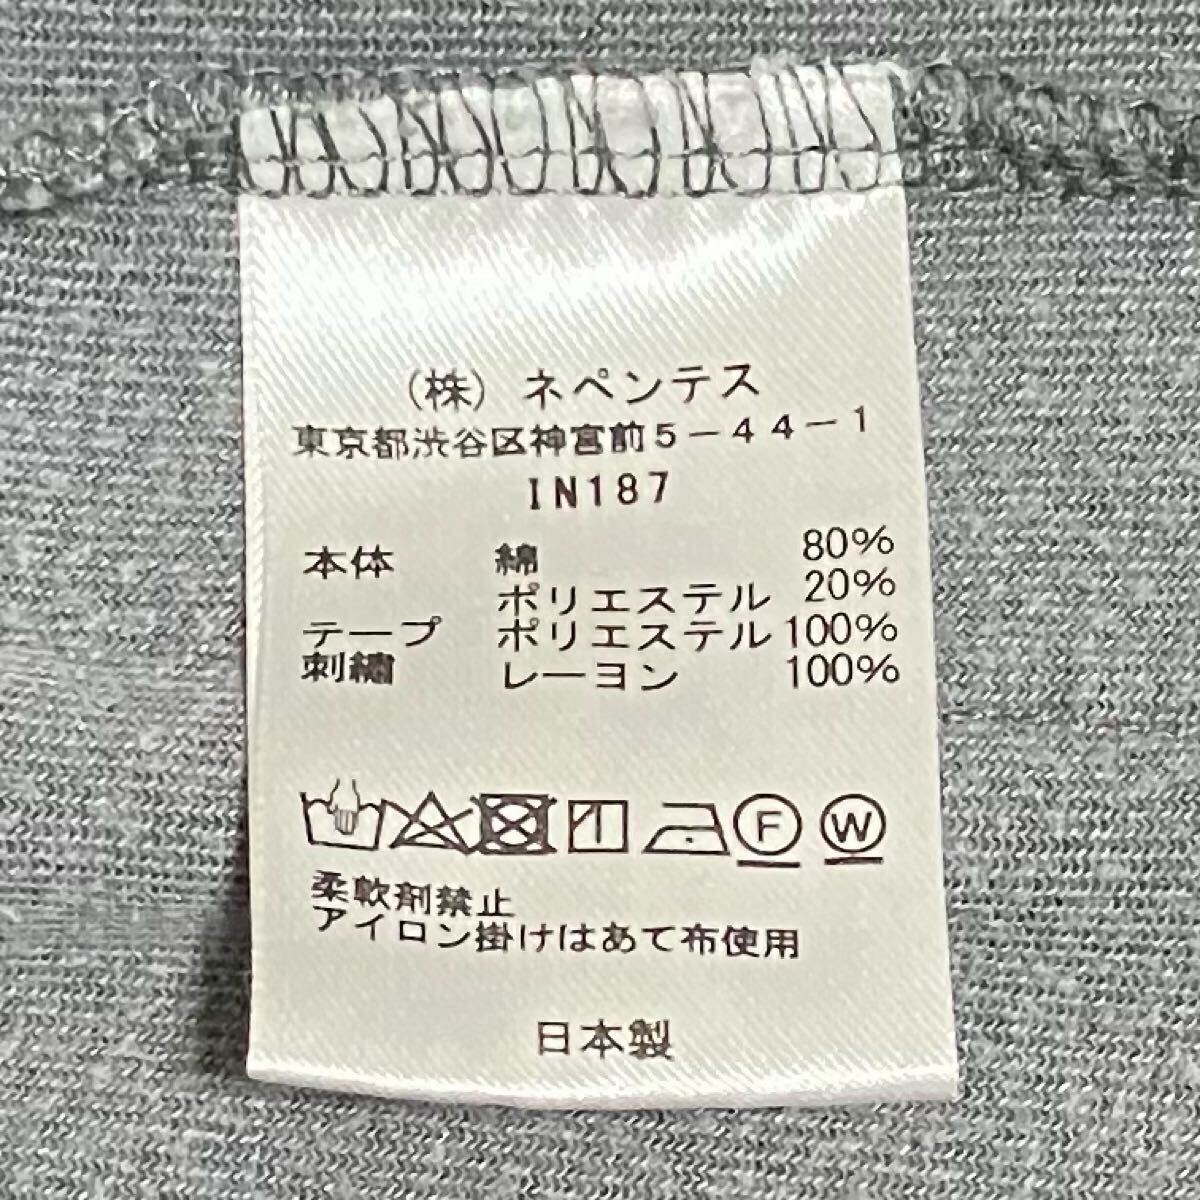 (株) ネペンテス
東京都渋谷区神宮前5-44-1
IN187
本体 綿 80%
ポリエステル 20%
テープ ポリエステル 100%
刺繍 レーヨン 100%
F W
柔軟剤禁止
アイロン掛けはあて布使用
日本製